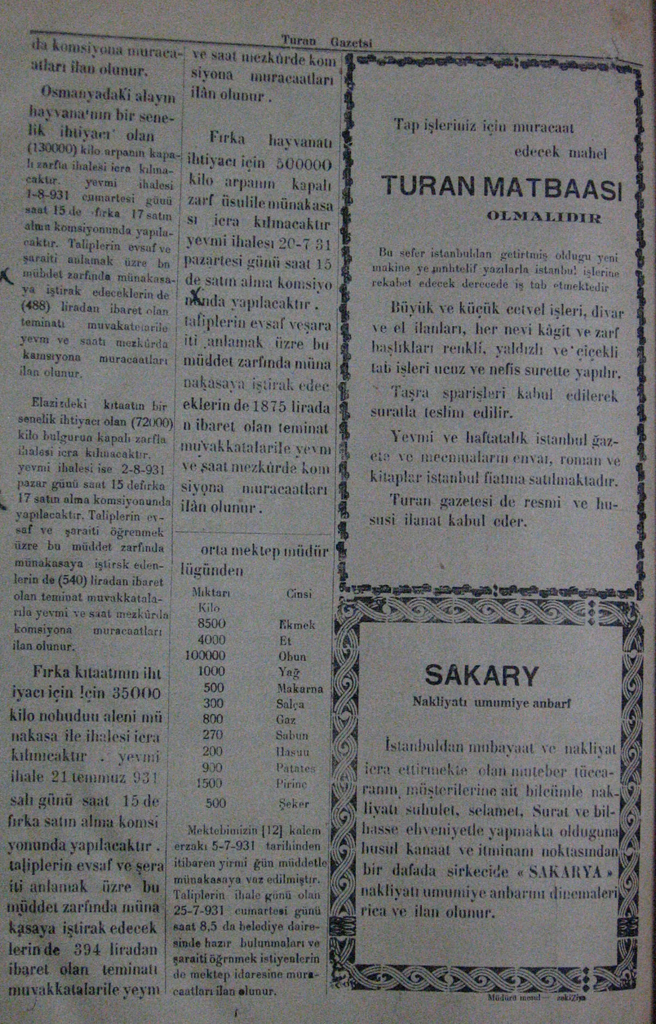 Turan Gazetsi
da komsiyona muraca-
atları ilan olunur.
Osmanyadaki alayın
hayvana'nın bir sene-
lik ihtiyacı olan
(130000) kilo arpanın kapa-
lı zarfla ihalesi icra kılına-
caktır. yevmi ihalesi
1-8-931 cumartesi günü
saat 15 de fırka 17 satın
alma komsiyonunda yapıla-
caktır. Taliplerin evsaf ve
şaraiti anlamak üzre bu
müddet zarfında münakasa-
ya iştirak edeceklerin de
(488) liradan ibaret olan
teminatı muvakatelarile
yevm ve saatı mezkürda
kamsiyona muracaatları
ilan olunur.
Elazizdeki kıtaatın bir
senelik ihtiyacı olan (72000)
kilo bulgurun kapalı zarfla
ihalesi icra kılınacaktır.
yevmi ihalesi ise 2-8-931
pazar günü saat 15 defırka
17 satın alma komsiyonunda
yapılacaktır. Taliplerin ev-
saf ve şaraiti öğrenmek
üzre bu müddet zarfında
münakasaya iştirsk eden-
lerin de (540) liradan ibaret
olan teminat muvakkatala-
rıla yevmi ve saat mezkürda
komsiyona muracaatları
ilan olunur.
Fırka kıtaatının iht
iyacı için İçin 35000
kilo nohudun aleni mü
nakasa ile ihalesi icra
kılınıcaktır . yevmi
ihale 21 temmuz 931
salı günü saat 15 de
fırka satın alma komsi
yonunda yapılacaktır .
taliplerin evsaf ve şera
iti anlamak üzre bu
müddet zarfında müna
kasaya iştirak edecek
lerin de 394 liradan
ibaret olan teminatı
muvakkatalarile yevm
ve saat mezkürde kom
siyona muracaatları
ilân olunur .
Fırka hayvanatı
ihtiyacı için 500000
kilo arpanın kapalı
zarf üsulile münakasa
sı icra kılınacaktır
yevmi ihalesi 20-7-31
pazartesi günü saat 15
de satın alma komsiyo
nunda yapılacaktır .
taliplerin evsaf veşara
iti anlamak üzre bu
müddet zarfında müna
nakasaya iştirak edec
eklerin de 1875 lirada
n ibaret olan teminat
muvakkatalarile yevm
ve saat mezkürde kom
siyona muracaatları
ilân olunur .
orta mektep müdür
lügünden
Mıktarı Cinsi
Kilo
8500 Ekmek
4000 Et
100000 Obun
1000 Yağ
500 Makarna
300 Salça
800 Gaz
270 Sabun
200
900 Patates
1500 Pirinc
500 Şeker
Mektebimizin [12] kalem
erzakı 5-7-931 tarihinden
itibaren yirmi gün müddetle
münakasaya vaz edilmiştir.
Taliplerin ihale günü olan
25-7-931 cumartesi günü
saat 8,5 da belediye daire-
sinde hazır bulunmaları ve
şaraiti ögrnmek istiyenlerin
de mektep idaresine mura-
caatları ilan olunur.
Tap işleriniz için muracaat
edecek mahel
TURAN MATBAASI
OLMALIDIR
Bu sefer istanbuldan getirtmiş oldugu yeni
makine ve muhtelif yazılarla istanbul işlerine
rekabet edecek derecede iş tab etmektedir
Büyük ve küçük cetvel işleri, divar
ve el ilanları, her nevi kâgit ve zarf
başlıkları renkli, yaldızlı ve çiçekli
tab işleri ucuz ve nefis surette yapılır.
Taşra sparişleri kabul edilerek
suratla teslim edilir.
Yevmi ve haftatalık istanbul gaz-
ete ve mecmuaların envaı, roman ve
kitaplar istanbul fiatına satılmaktadır.
Turan gazetesi de resmi ve hu-
susi ilanat kabul eder.
SAKARY
Nakliyatı umumiye anbarı
İstanbuldan mubayaat ve nakliyat
icra ettirmekte olan muteber tücca-
ranın müşterilerine ait bilcümle nak-
liyatı suhulet, selamet, Surat ve bil-
hasse ehveniyetle yapmakta olduguna
husul kanaat ve itminanı noktasından
bir dafada sirkecide « SAKARYA »
nakliyatı umumiye anbarını dinemeleri
rica ve ilan olunur.
Müdürü mesul —